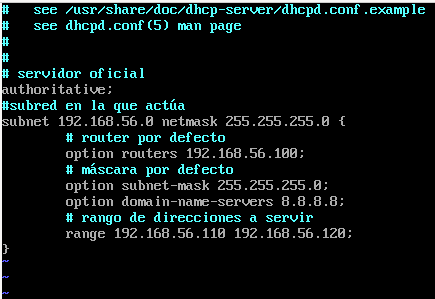 #   see /usr/share/doc/dhcp-server/dhcpd.conf.example
#   see dhcpd.conf(5) man page
#
#
# servidor oficial
authoritative;
#subred en la que actúa
subnet 192.168.56.0 netmask 255.255.255.0 {
        # router por defecto
        option routers 192.168.56.100;
        # máscara por defecto
        option subnet-mask 255.255.255.0;
        option domain-name-servers 8.8.8.8;
        # rango de direcciones a servir
        range 192.168.56.110 192.168.56.120;
}
~
~
~